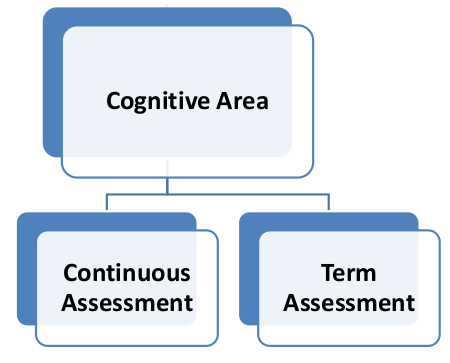 Cognitive Area
Continuous
Assessment
Term
Assessment